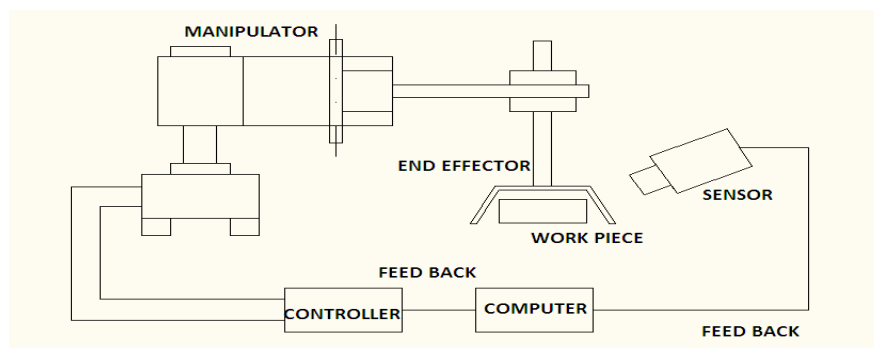 MANIPULATOR
END EFFECTOR
SENSOR
WORK PIECE
FEED BACK
CONTROLLER
COMPUTER
FEED BACK